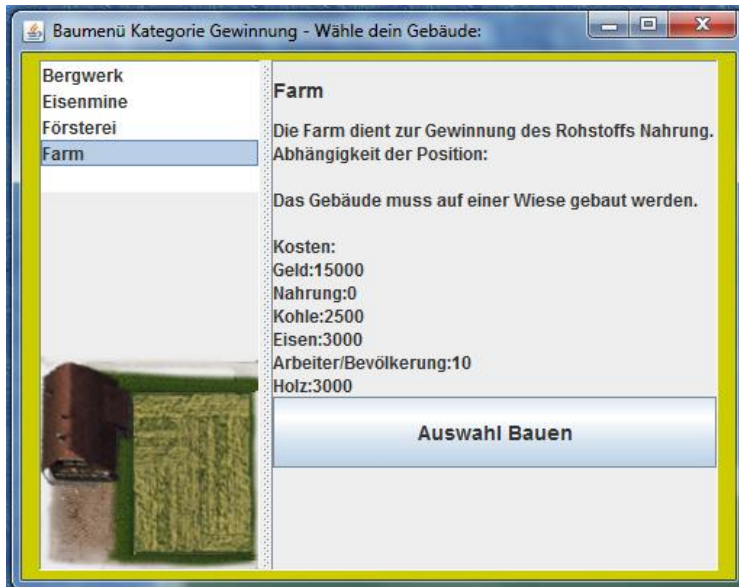 Baumenü Kategorie Gewinnung - Wähle dein Gebäude:
Bergwerk
Eisenmine
Försterei
Farm
Farm
Die Farm dient zur Gewinnung des Rohstoffs Nahrung.
Abhängigkeit der Position:
Das Gebäude muss auf einer Wiese gebaut werden.
Kosten:
Geld:15000
Nahrung:0
Kohle:2500
Eisen:3000
Arbeiter/Bevölkerung:10
Holz:3000
Auswahl Bauen